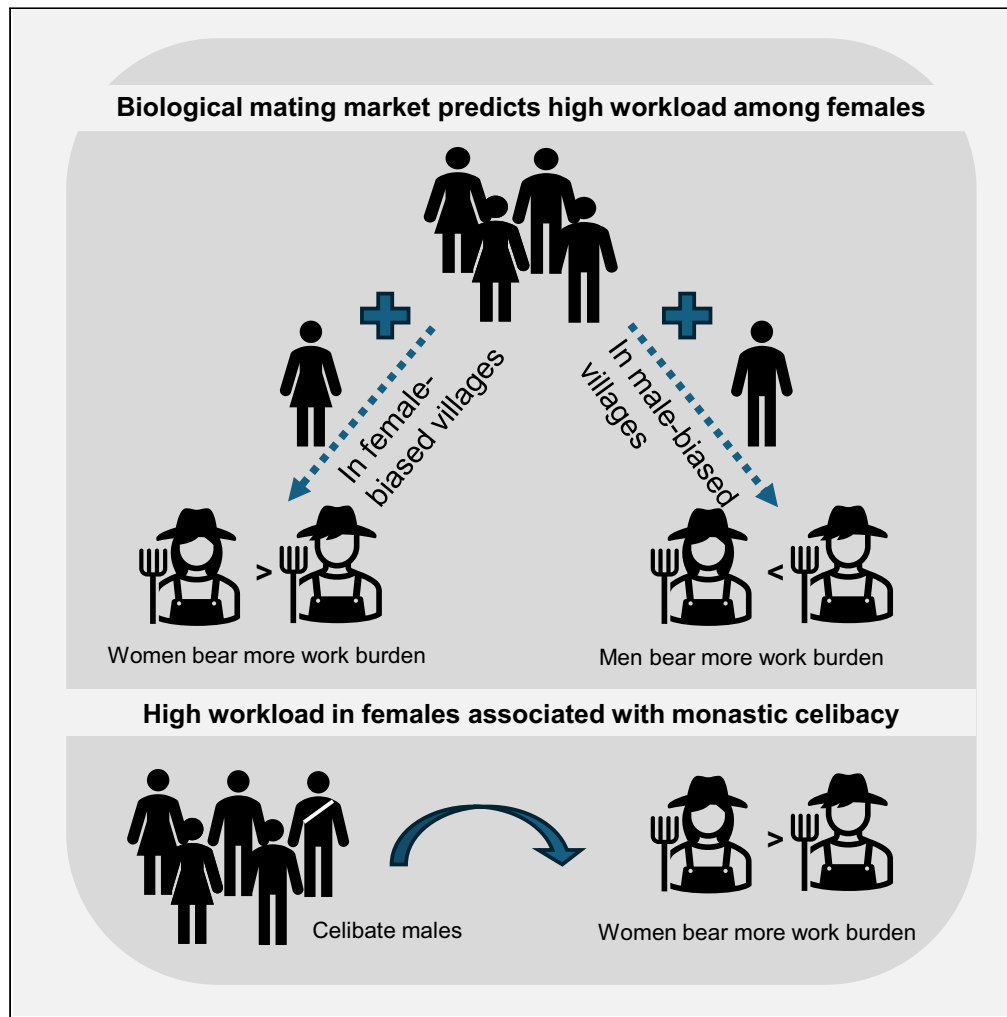 Biological mating market predicts high workload among females
In female-
biased villages
In male-biased
villages
>
<
Women bear more work burden
Men bear more work burden
High workload in females associated with monastic celibacy
>
Celibate males
Women bear more work burden